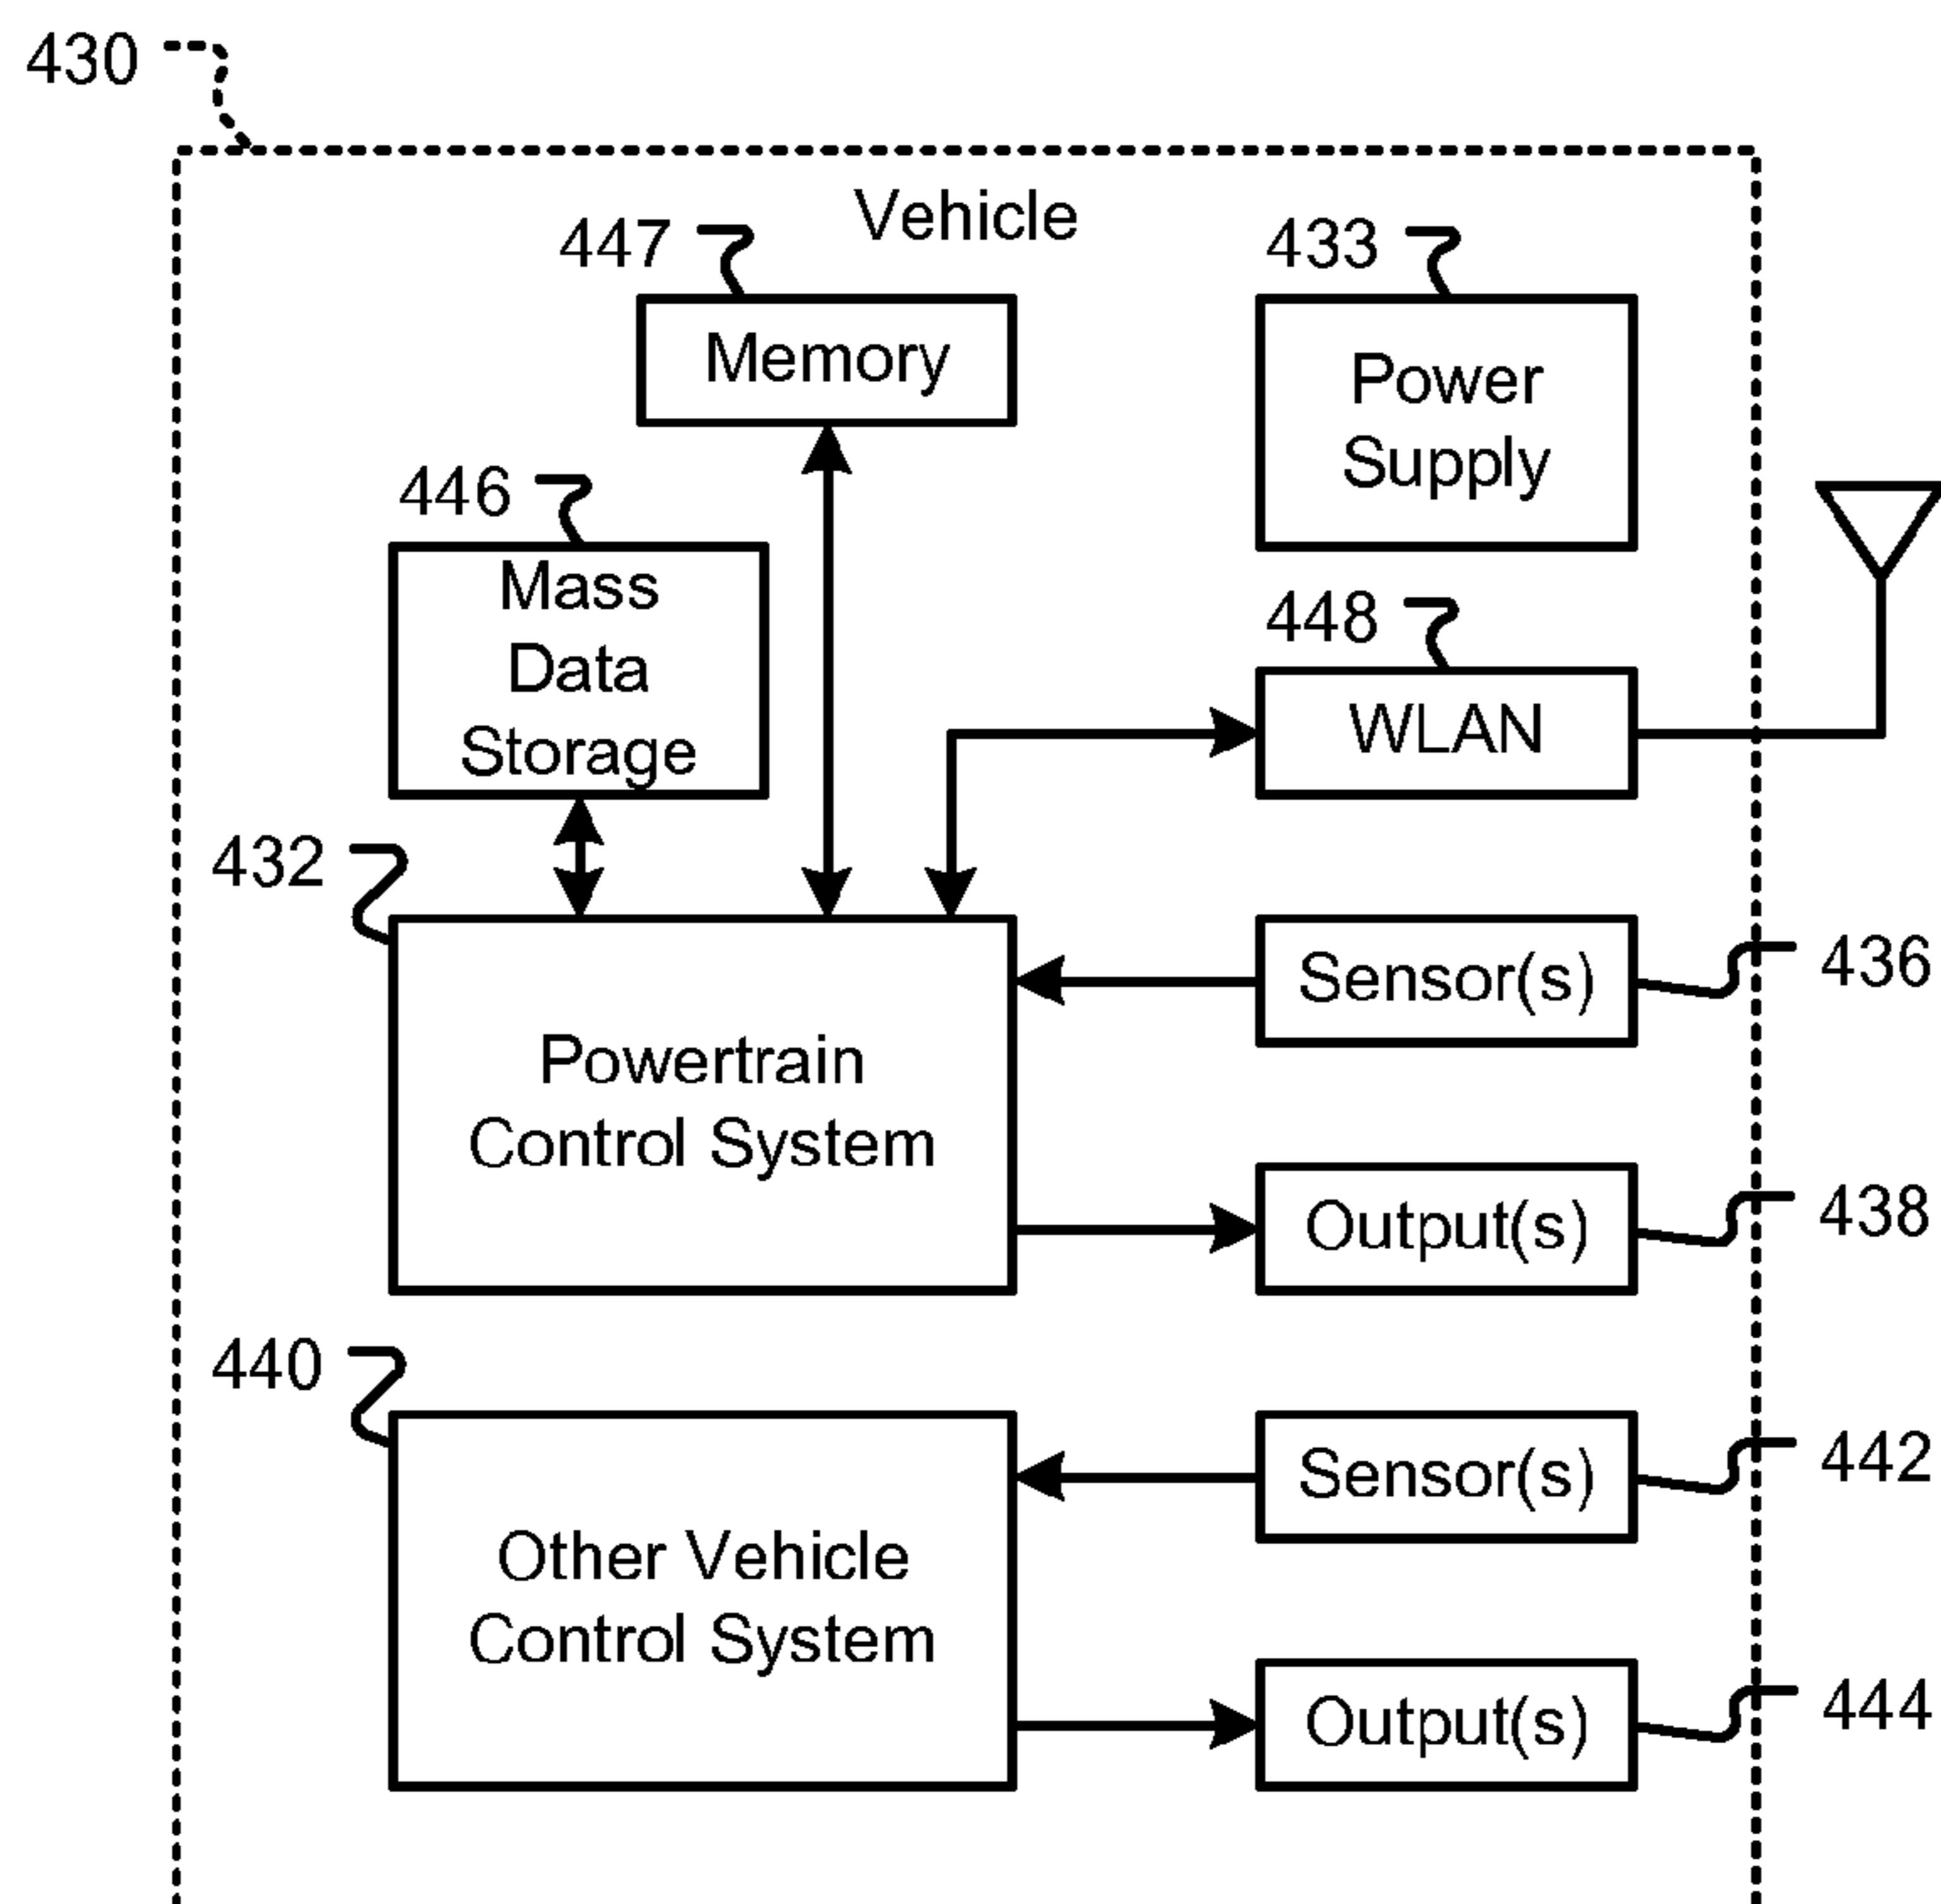 430
Vehicle
447
433
Memory
Power
Supply
446
Mass
Data
Storage
448
WLAN
432
Powertrain
Control System
Sensor(s)
436
Output(s)
438
440
Other Vehicle
Control System
Sensor(s)
442
Output(s)
444